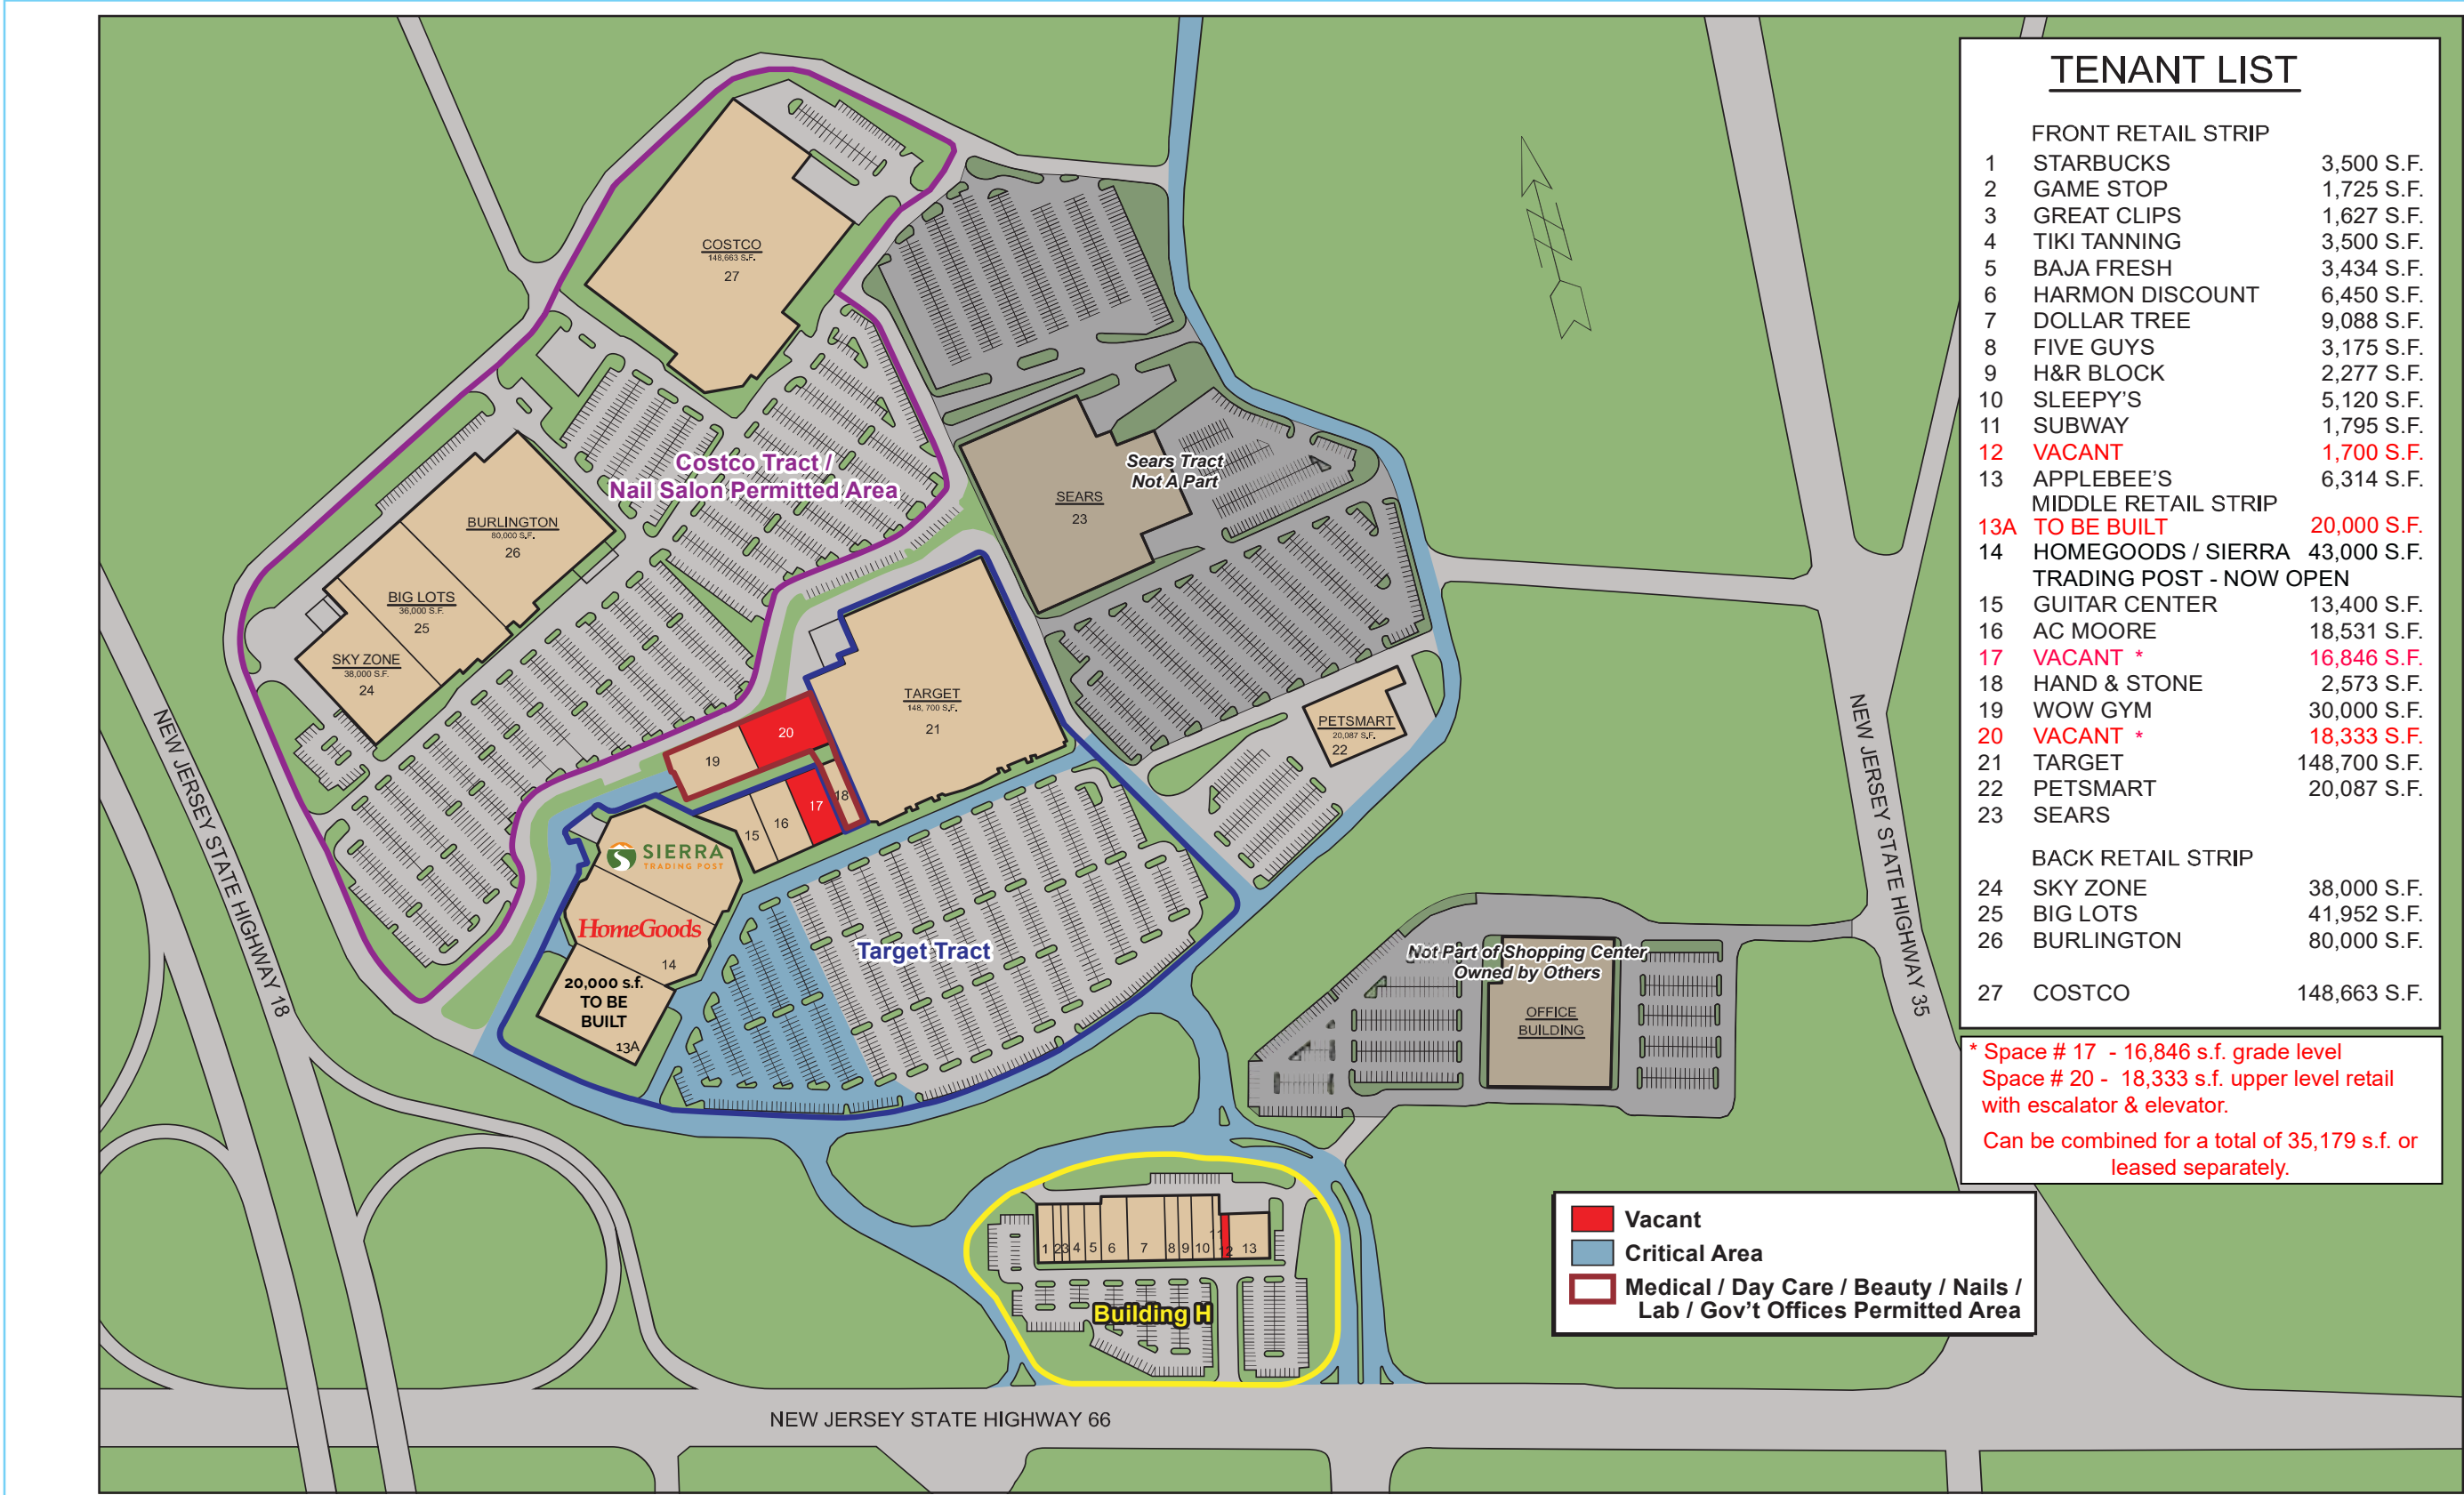 TENANT LIST
FRONT RETAIL STRIP
1 STARBUCKS 3,500 S.F.
2 GAME STOP 1,725 S.F.
3 GREAT CLIPS 1,627 S.F.
4 TIKI TANNING 3,500 S.F.
5 BAJA FRESH 3,434 S.F.
6 HARMON DISCOUNT 6,450 S.F.
7 DOLLAR TREE 9,088 S.F.
8 FIVE GUYS 3,175 S.F.
9 H&R BLOCK 2,277 S.F.
10 SLEEPY'S 5,120 S.F.
11 SUBWAY 1,795 S.F.
12 VACANT 1,700 S.F.
13 APPLEBEE'S 6,314 S.F.
MIDDLE RETAIL STRIP
13A TO BE BUILT 20,000 S.F.
14 HOMEGOODS / SIERRA 43,000 S.F.
TRADING POST - NOW OPEN
15 GUITAR CENTER 13,400 S.F.
16 AC MOORE 18,531 S.F.
17 VACANT * 16,846 S.F.
18 HAND & STONE 2,573 S.F.
19 WOW GYM 30,000 S.F.
20 VACANT * 18,333 S.F.
21 TARGET 148,700 S.F.
22 PETSMART 20,087 S.F.
23 SEARS
BACK RETAIL STRIP
24 SKY ZONE 38,000 S.F.
25 BIG LOTS 41,952 S.F.
26 BURLINGTON 80,000 S.F.
27 COSTCO 148,663 S.F.
* Space # 17 - 16,846 s.f. grade level
Space # 20 - 18,333 s.f. upper level retail
with escalator & elevator.
Can be combined for a total of 35,179 s.f. or
leased separately.
Vacant
Critical Area
Medical / Day Care / Beauty / Nails /
Lab / Gov't Offices Permitted Area
COSTCO
148,663 S.F.
27
Costco Tract /
Nail Salon Permitted Area
BURLINGTON
80,000 S.F.
26
BIG LOTS
36,000 S.F.
25
SKY ZONE
38,000 S.F.
24
Sears Tract
Not A Part
SEARS
23
TARGET
148, 700 S.F.
21
PETSMART
20,087 S.F.
22
20
19
18
17
16
15
SIERRA
TRADING POST
HomeGoods
14
20,000 s.f.
TO BE
BUILT
13A
Target Tract
Not Part of Shopping Center
Owned by Others
OFFICE
BUILDING
1 2 3 4 5 6 7 8 9 10 11 12 13
Building H
NEW JERSEY STATE HIGHWAY 18
NEW JERSEY STATE HIGHWAY 35
NEW JERSEY STATE HIGHWAY 66